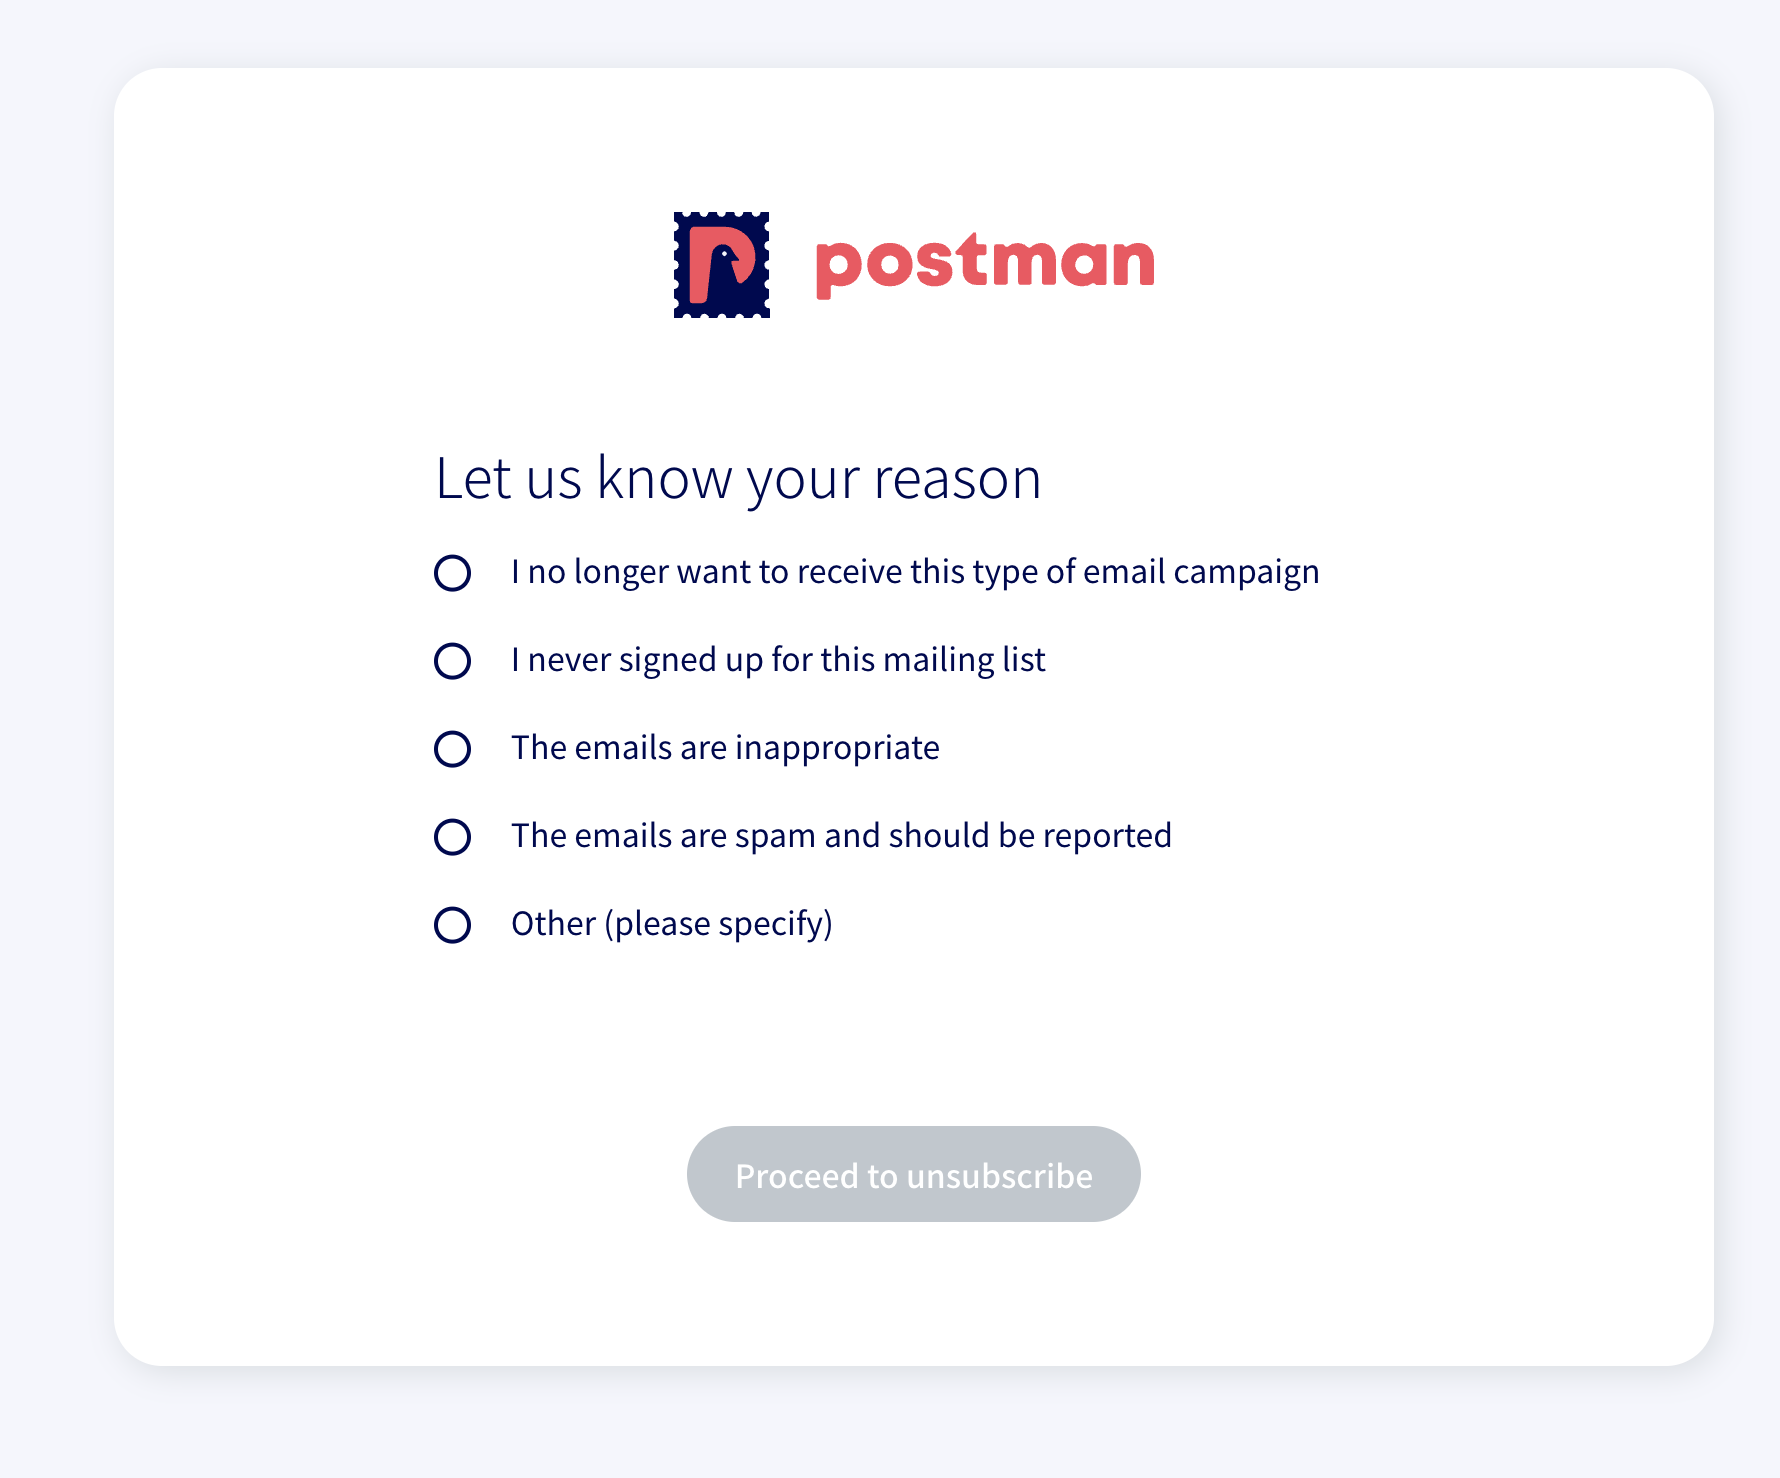 postman
Let us know your reason
I no longer want to receive this type of email campaign
I never signed up for this mailing list
The emails are inappropriate
The emails are spam and should be reported
Other (please specify)
Proceed to unsubscribe